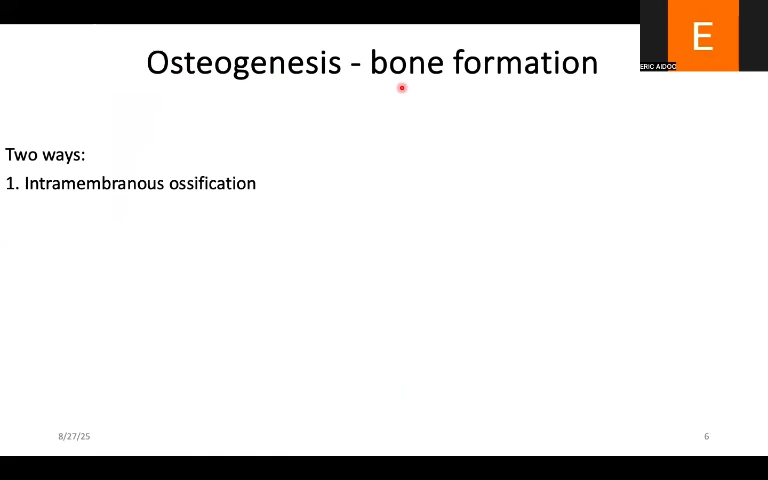 E
ERIC AIDOO
Osteogenesis - bone formation
Two ways:
1. Intramembranous ossification
8/27/25
6